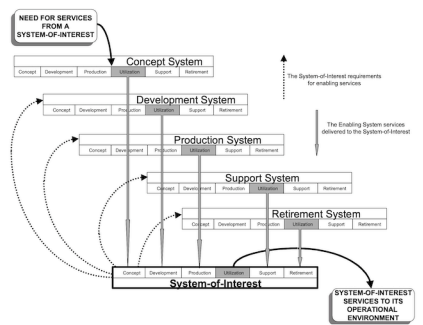 NEED FOR SERVICES
FROM A
SYSTEM-OF-INTEREST
Concept System
Concept Development Production Utilization Support Retirement
The System-of-Interest requirements
for enabling services
Development System
Concept Development Production Utilization Support Retirement
The Enabling System services
delivered to the System-of-Interest
Production System
Concept Development Production Utilization Support Retirement
Support System
Concept Development Production Utilization Support Retirement
Retirement System
Concept Development Production Utilization Support Retirement
Concept Development Production Utilization Support Retirement
System-of-Interest
SYSTEM-OF-INTEREST
SERVICES TO ITS
OPERATIONAL
ENVIRONMENT